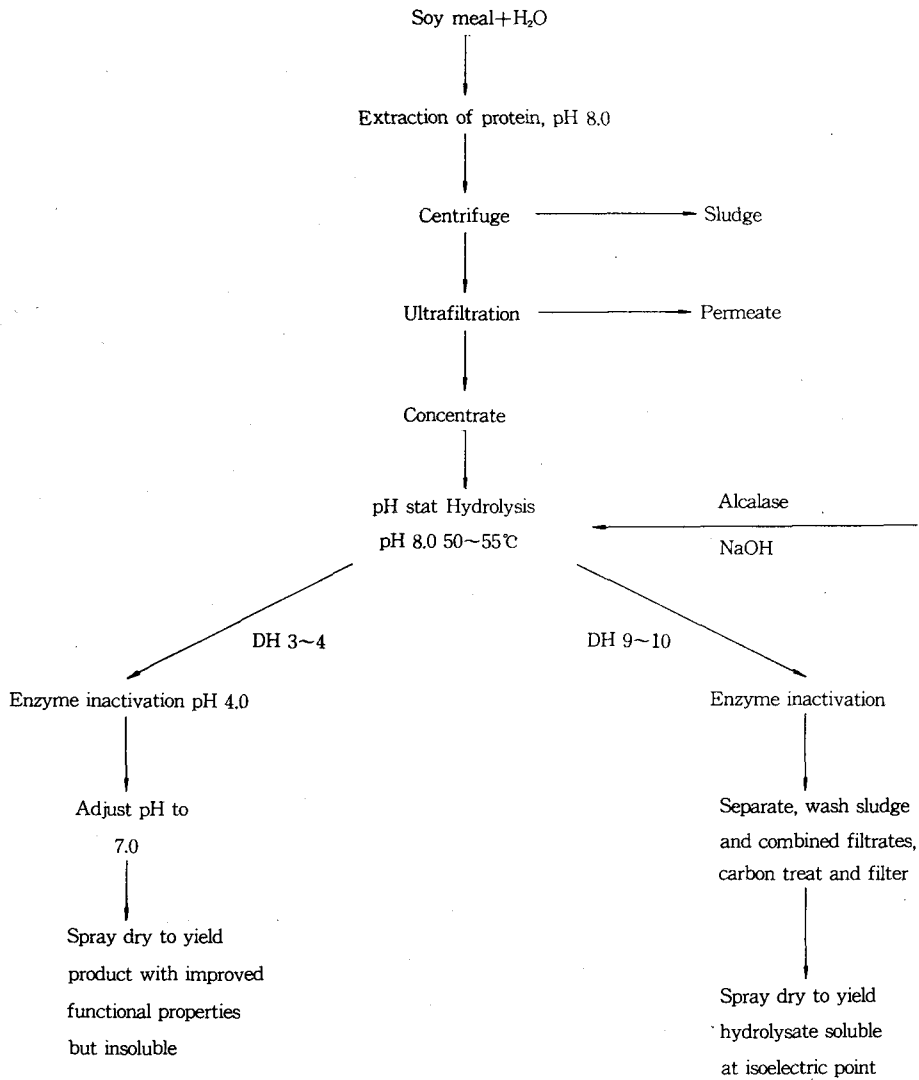 Soy meal+H₂O
Extraction of protein, pH 8.0
Centrifuge
Sludge
Ultrafiltration
Permeate
Concentrate
pH stat Hydrolysis
pH 8.0 50~55℃
Alcalase
NaOH
DH 3~4
DH 9~10
Enzyme inactivation pH 4.0
Adjust pH to
7.0
Spray dry to yield
product with improved
functional properties
but insoluble
Enzyme inactivation
Separate, wash sludge
and combined filtrates,
carbon treat and filter
Spray dry to yield
hydrolysate soluble
at isoelectric point